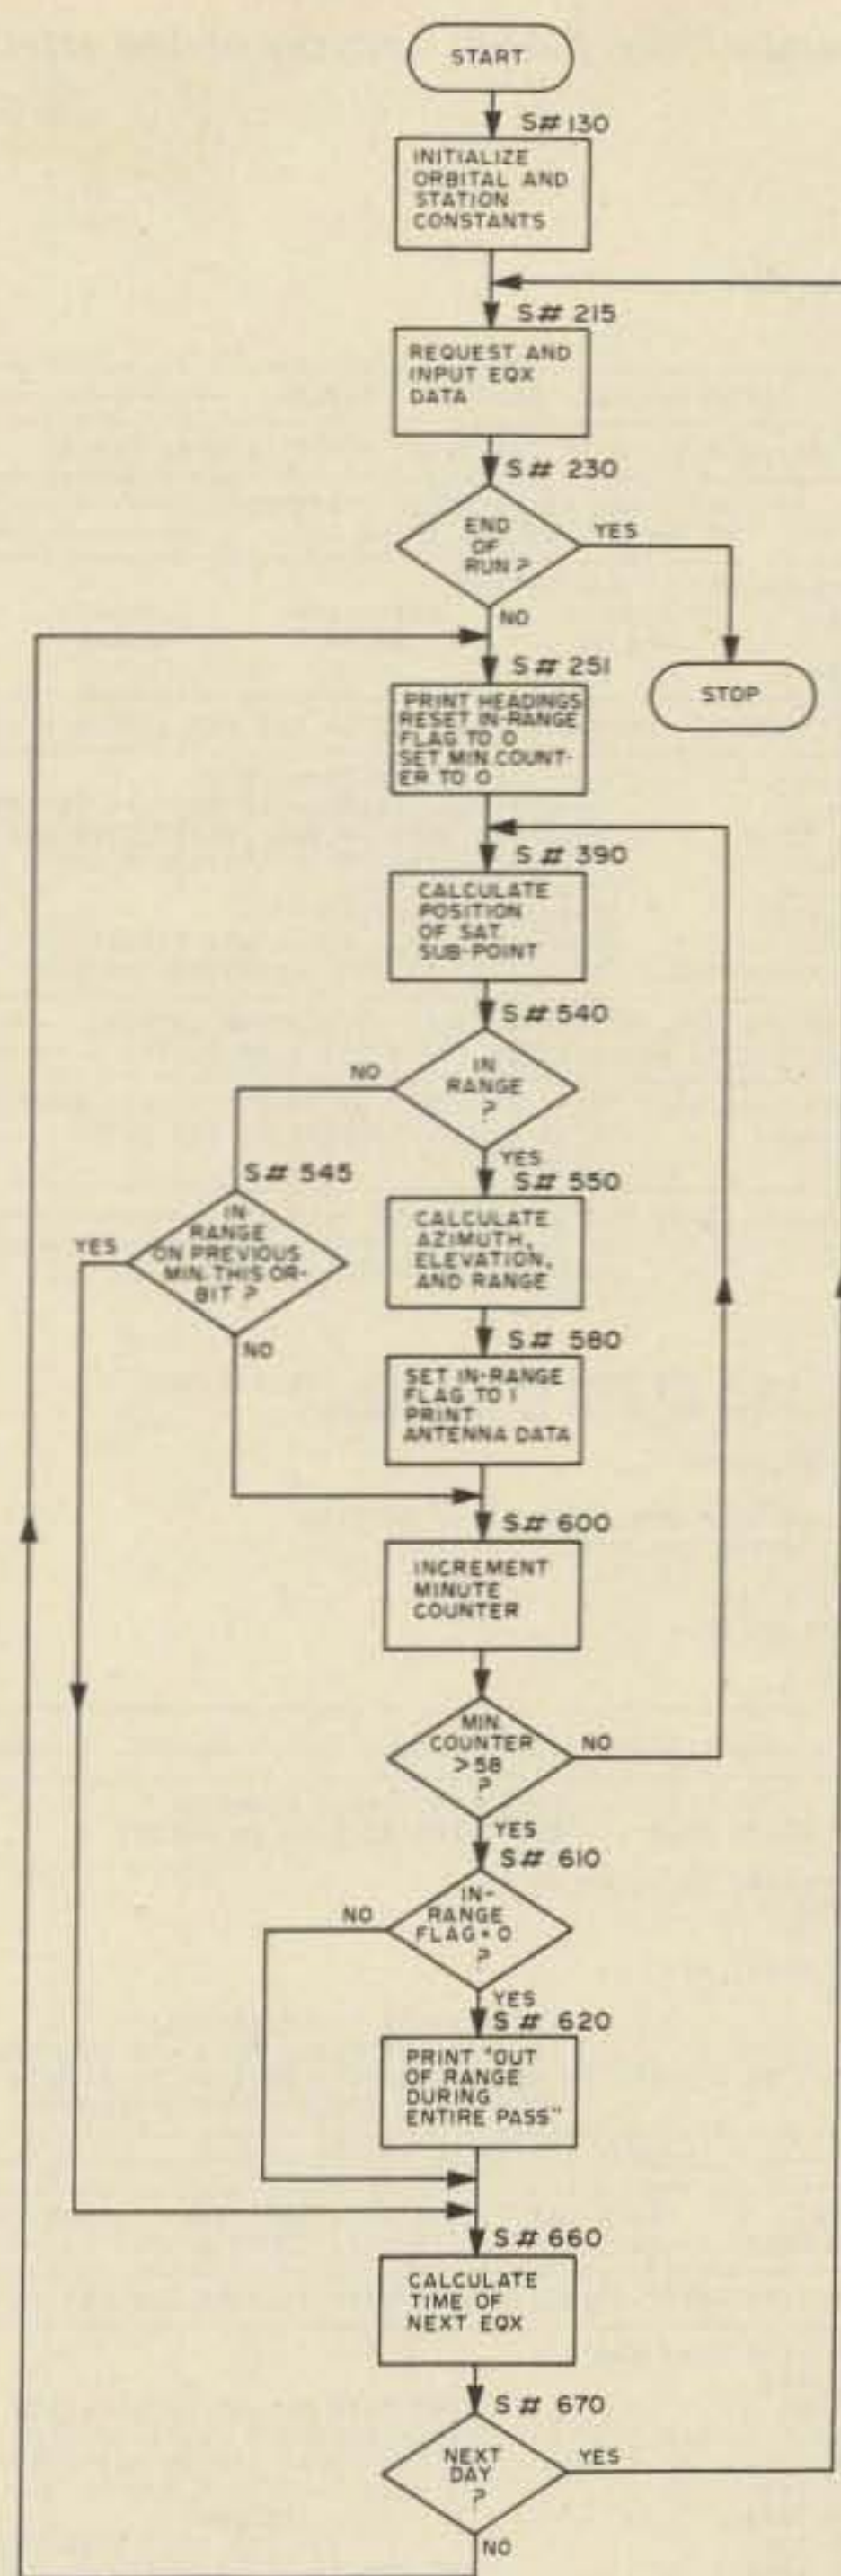 START
S# 130
INITIALIZE
ORBITAL AND
STATION
CONSTANTS
S# 215
REQUEST AND
INPUT EQX
DATA
S# 230
END
OF
RUN ?
YES
NO
S# 251
STOP
PRINT HEADINGS
RESET IN-RANGE
FLAG TO 0
SET MIN. COUNT-
ER TO 0
S# 390
CALCULATE
POSITION
OF SAT.
SUB-POINT
S# 540
IN
RANGE
?
NO
YES
S# 545
IN
RANGE
ON PREVIOUS
MIN. THIS OR-
BIT ?
YES
NO
S# 550
CALCULATE
AZIMUTH,
ELEVATION,
AND RANGE
S# 580
SET IN-RANGE
FLAG TO 1
PRINT
ANTENNA DATA
S# 600
INCREMENT
MINUTE
COUNTER
MIN.
COUNTER
>58
?
NO
YES
S# 610
IN-
RANGE
FLAG = 0
?
NO
YES
S# 620
PRINT "OUT
OF RANGE
DURING
ENTIRE PASS"
S# 660
CALCULATE
TIME OF
NEXT EQX
S# 670
NEXT
DAY
?
YES
NO